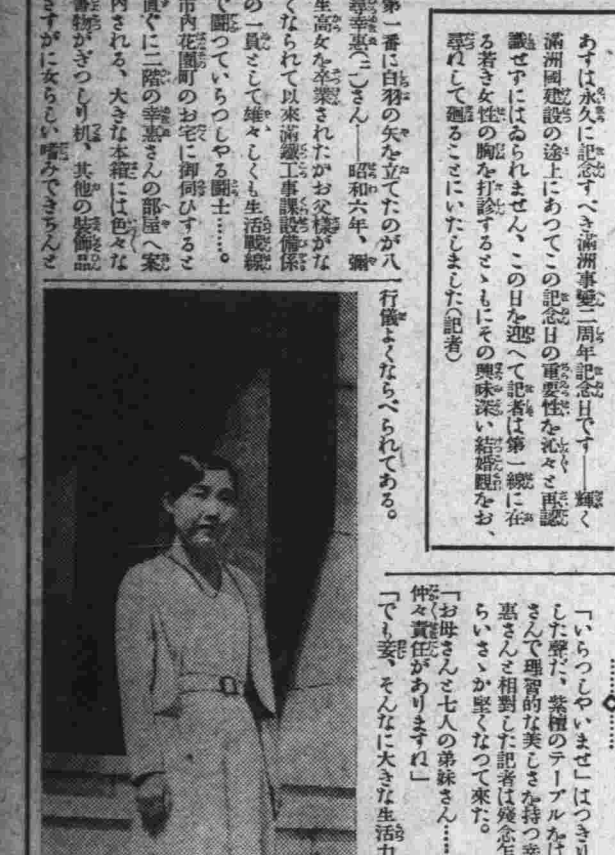 あすは永久に記念すべき滿洲事變二周年記念日です――輝く
滿洲國建設の途上にあつてこの記念日の重要性を沁々と再認
識せずにはゐられません、この日を迎へて記者は第一線に在
る若き女性の胸を打診するとゝもにその興味深い結婚觀をお、
尋ねして廻ることにいたしました(記者)
第一番に白羽の矢を立てたのが八
尋幸惠(二一)さん――昭和六年、彌
生高女を卒業されたがお父樣がな
くなられて以來滿鐵工事課設備係
の一員として雄々しくも生活戰線
で鬪つていらつしやる鬪士……。
市内花園町のお宅に御伺ひすると
直ぐに二階の幸惠さんの部屋へ案
内される、大きな本箱には色々な
書物がぎつしり机、其他の裝飾品
さすがに女らしい嗜みできちんと
行儀よくならべられてある。
「いらつしやいませ」はつきり
した聲だ、紫檀のテーブルをは
さんで理智的な美しさを持つ幸
惠さんと相對した記者は殘念乍
らいさゝか堅くなつて來た。
「お母さんと七人の弟妹さん……
仲々責任がありますね」
「でも妾、そんなに大きな生活力